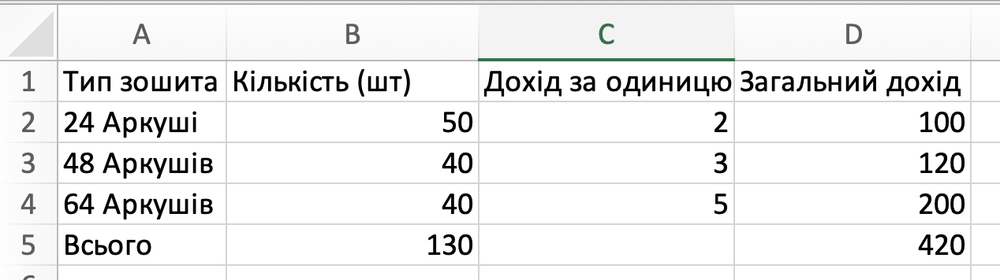 A B C D
1 Тип зошита Кількість (шт) Дохід за одиницю Загальний дохід
2 24 Аркуші 50 2 100
3 48 Аркушів 40 3 120
4 64 Аркушів 40 5 200
5 Всього 130 420